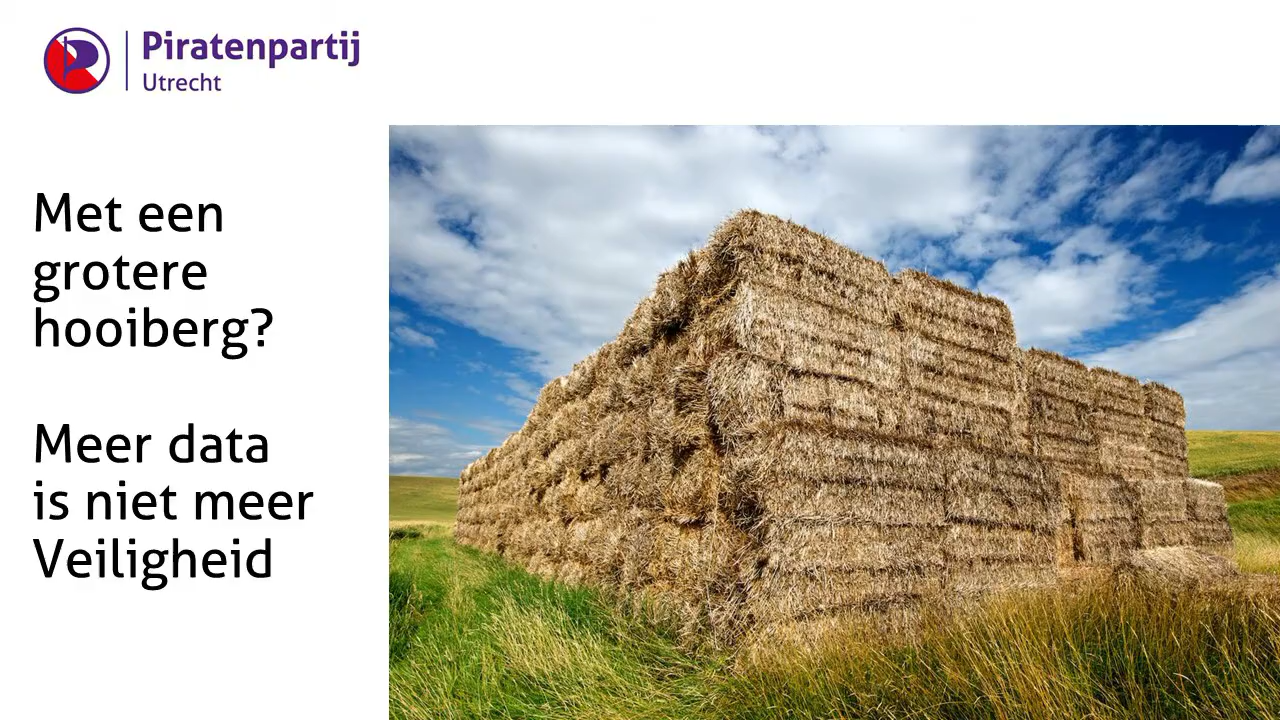 Piratenpartij
Utrecht
Met een
grotere
hooiberg?
Meer data
is niet meer
Veiligheid